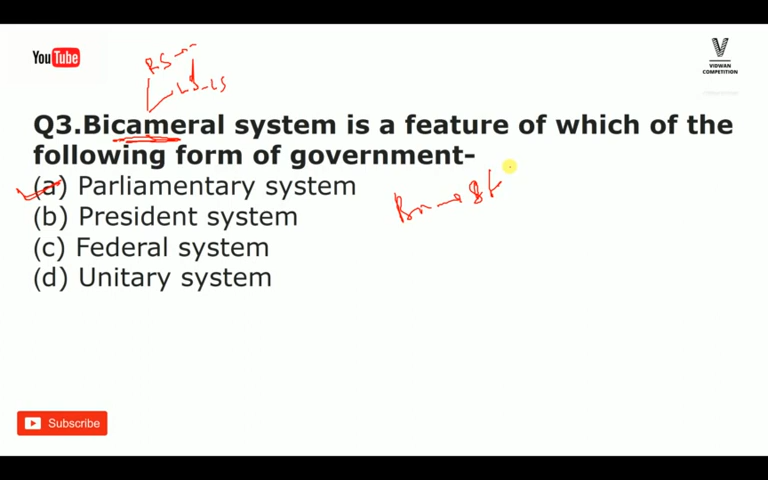 YouTube
RS
LS
VIDWAN
COMPETITION
Q3.Bicameral system is a feature of which of the
following form of government-
(a) Parliamentary system
(b) President system
(c) Federal system
(d) Unitary system
Subscribe